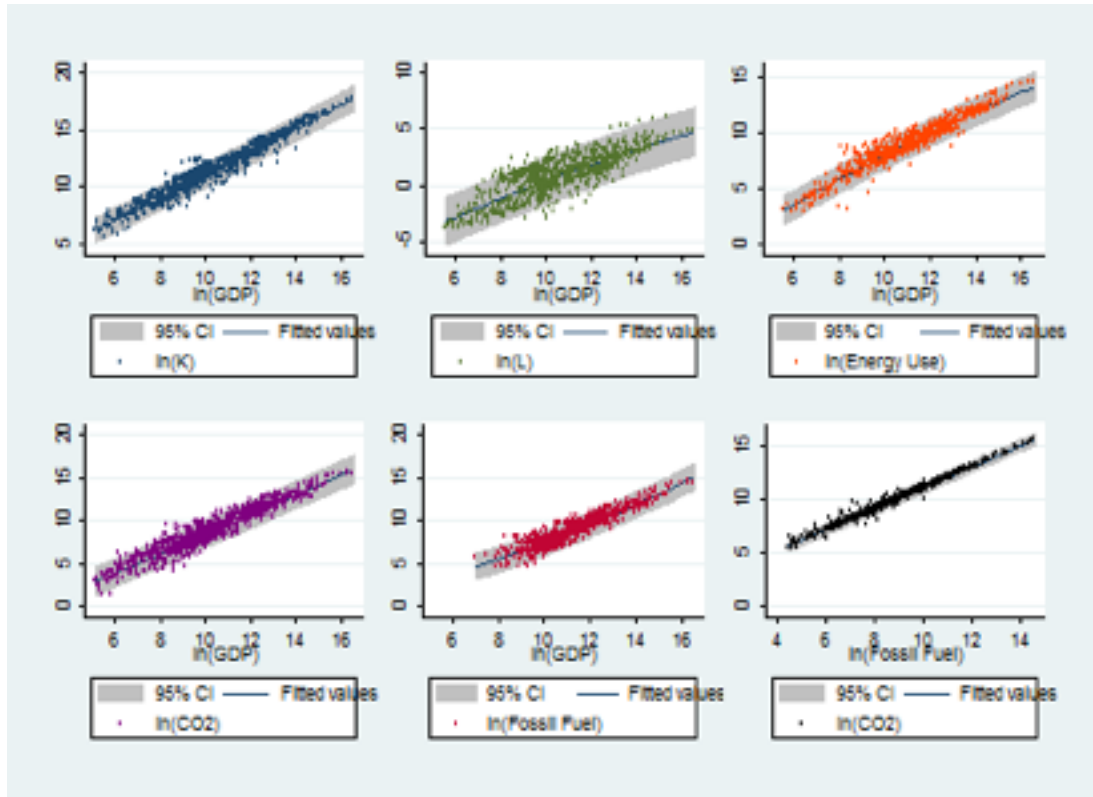 20
15
10
5
6 8 10 12 14 16
ln(GDP)
95% CI Fitted values
ln(K)
10
5
0
-5
6 8 10 12 14 16
ln(GDP)
95% CI Fitted values
ln(L)
15
10
5
0
6 8 10 12 14 16
ln(GDP)
95% CI Fitted values
ln(Energy Use)
20
15
10
5
0
6 8 10 12 14 16
ln(GDP)
95% CI Fitted values
ln(CO2)
20
15
10
5
0
6 8 10 12 14 16
ln(GDP)
95% CI Fitted values
ln(Fossil Fuel)
15
10
5
0
4 6 8 10 12 14
ln(Fossil Fuel)
95% CI Fitted values
ln(CO2)